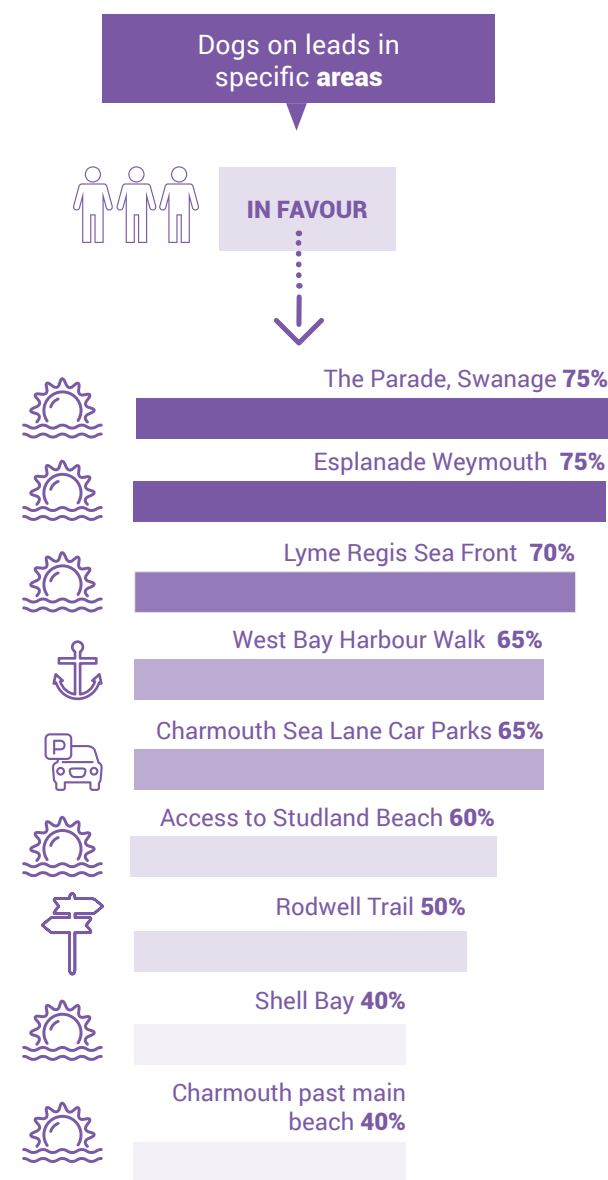 Dogs on leads in
specific areas
IN FAVOUR
The Parade, Swanage 75%
Esplanade Weymouth 75%
Lyme Regis Sea Front 70%
West Bay Harbour Walk 65%
P
Charmouth Sea Lane Car Parks 65%
Access to Studland Beach 60%
Rodwell Trail 50%
Shell Bay 40%
Charmouth past main
beach 40%